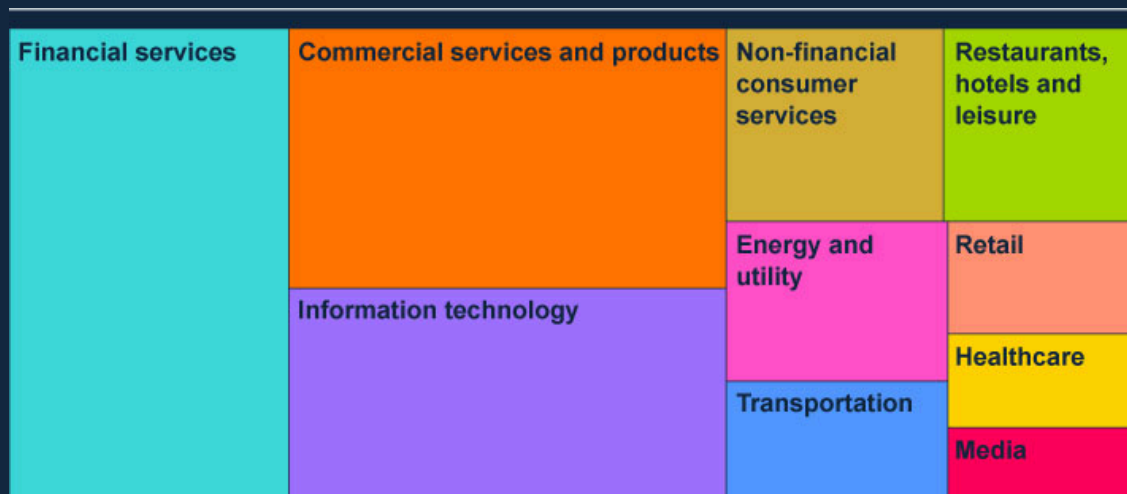 Financial services
Commercial services and products
Non-financial
consumer
services
Restaurants,
hotels and
leisure
Energy and
utility
Retail
Information technology
Healthcare
Transportation
Media